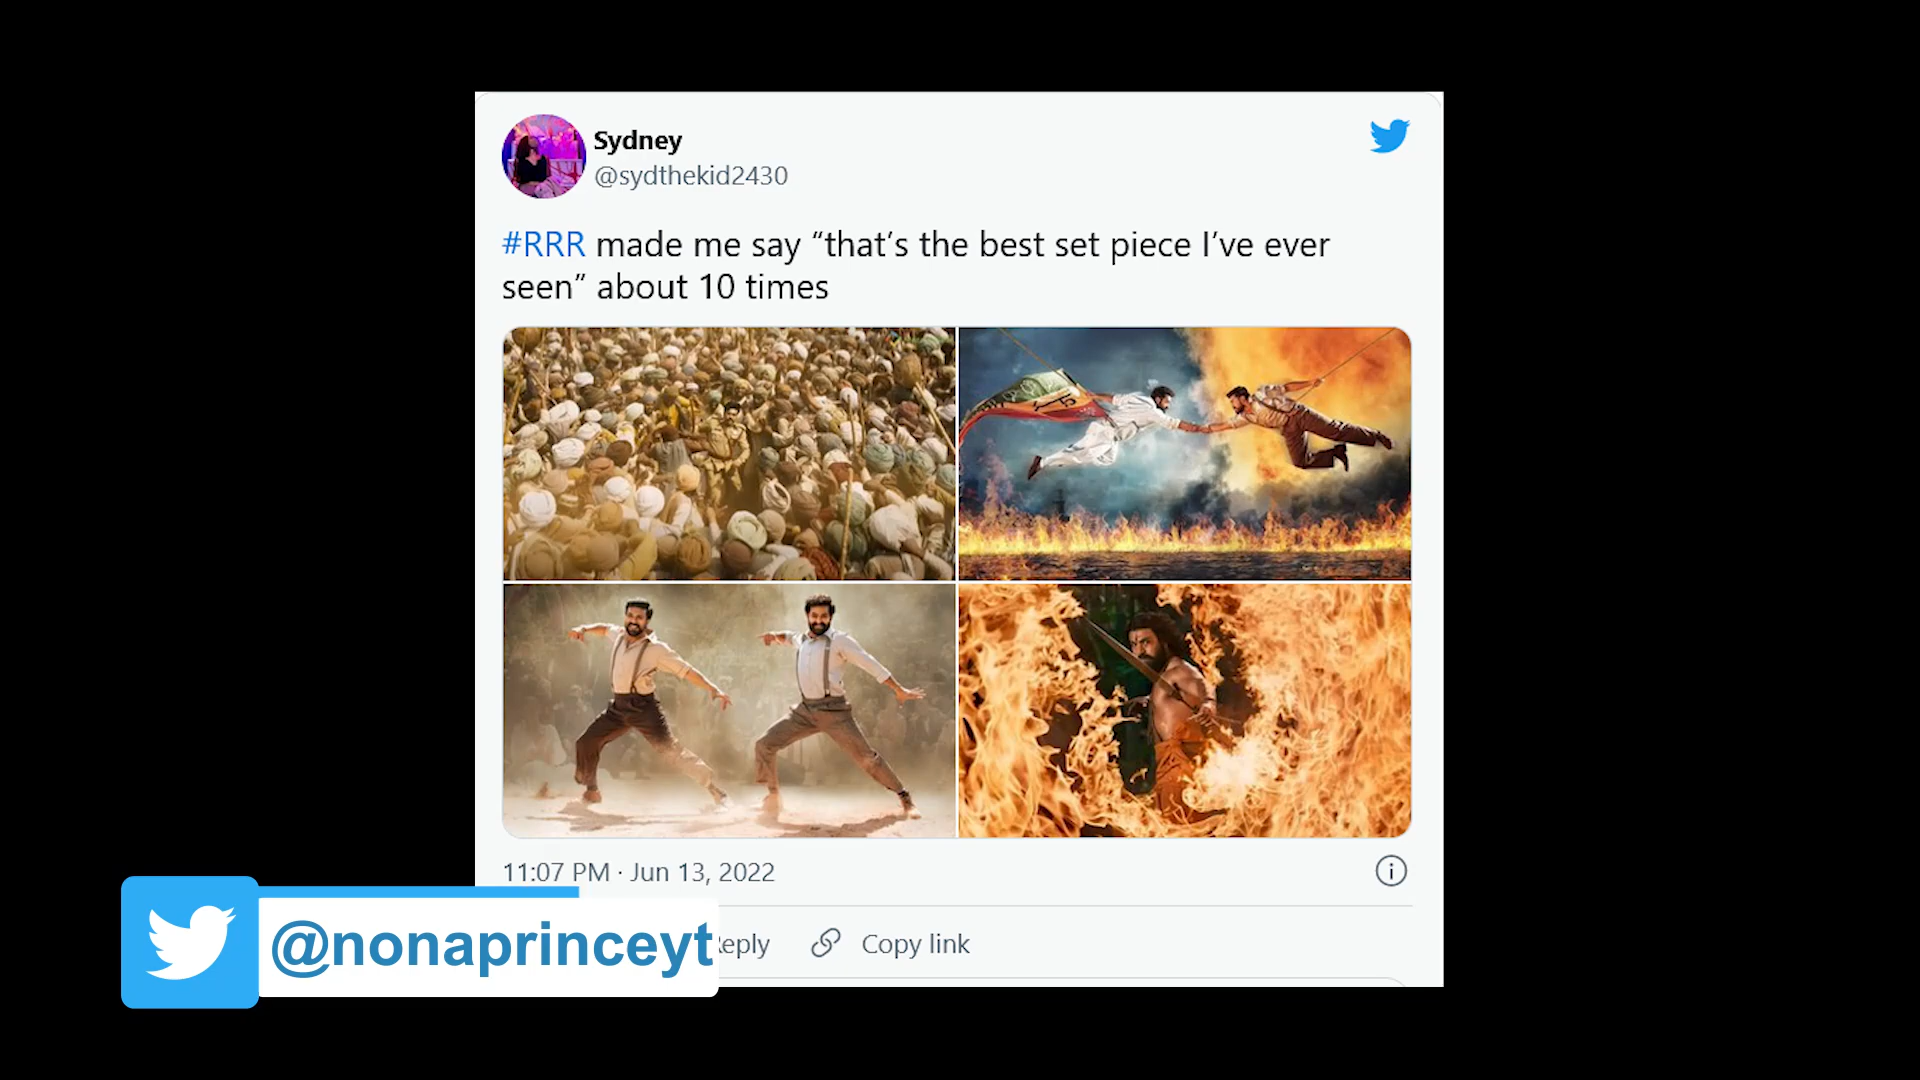 Sydney
@sydthekid2430
#RRR made me say “that’s the best set piece I’ve ever
seen” about 10 times
11:07 PM · Jun 13, 2022
@nonaprinceyt
Copy link